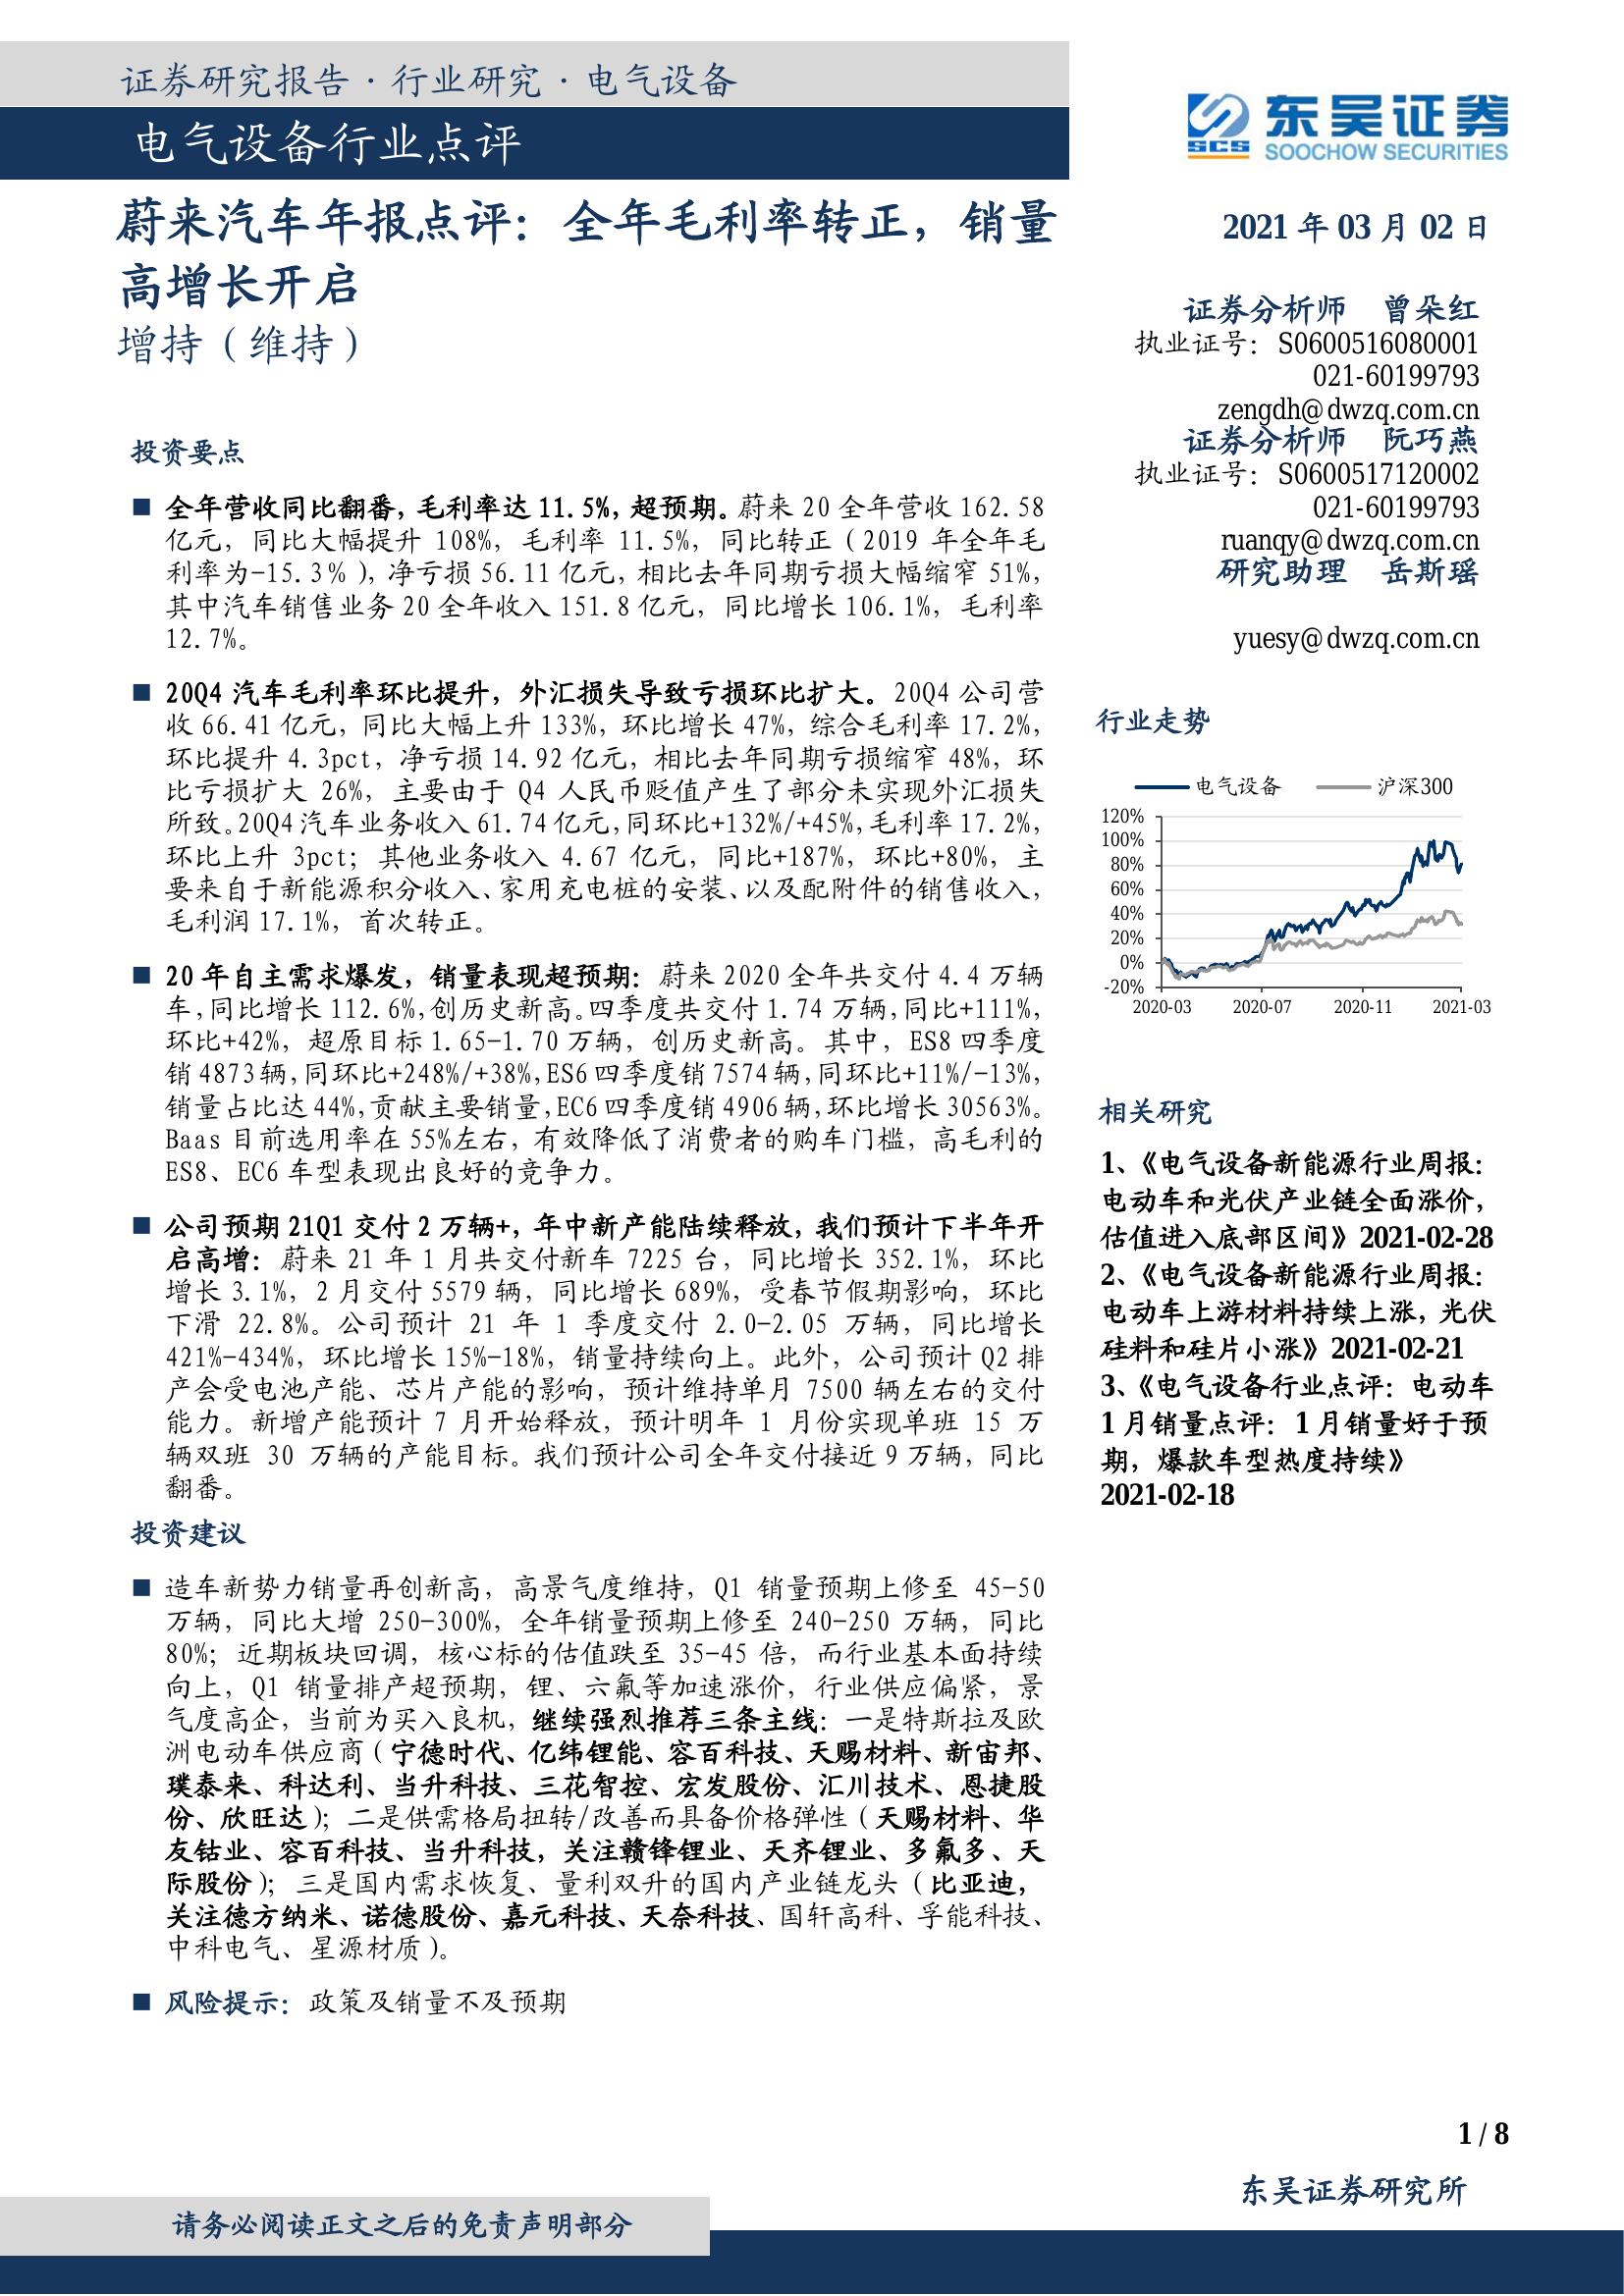 证券研究报告·行业研究·电气设备
电气设备行业点评
东吴证券
SCS
SOOCHOW SECURITIES
蔚来汽车年报点评：全年毛利率转正，销量
高增长开启
增持（维持）
2021 年 03 月 02 日
证券分析师 曾朵红
执业证号：S0600516080001
021-60199793
zengdh@dwzq.com.cn
证券分析师 阮巧燕
执业证号：S0600517120002
021-60199793
ruanqy@dwzq.com.cn
研究助理 岳斯瑶
yuesy@dwzq.com.cn
投资要点
■ 全年营收同比翻番，毛利率达 11.5%，超预期。蔚来 20 全年营收 162.58
亿元，同比大幅提升 108%，毛利率 11.5%，同比转正（2019 年全年毛
利率为-15.3%），净亏损 56.11 亿元，相比去年同期亏损大幅缩窄 51%，
其中汽车销售业务 20 全年收入 151.8 亿元，同比增长 106.1%，毛利率
12.7%。
■ 20Q4 汽车毛利率环比提升，外汇损失导致亏损环比扩大。20Q4 公司营
收 66.41 亿元，同比大幅上升 133%，环比增长 47%，综合毛利率 17.2%，
环比提升 4.3pct，净亏损 14.92 亿元，相比去年同期亏损缩窄 48%，环
比亏损扩大 26%，主要由于 Q4 人民币贬值产生了部分未实现外汇损失
所致。20Q4 汽车业务收入 61.74 亿元，同环比+132%/+45%，毛利率 17.2%，
环比上升 3pct；其他业务收入 4.67 亿元，同比+187%，环比+80%，主
要来自于新能源积分收入、家用充电桩的安装、以及配附件的销售收入，
毛利润 17.1%，首次转正。
■ 20 年自主需求爆发，销量表现超预期：蔚来 2020 全年共交付 4.4 万辆
车，同比增长 112.6%，创历史新高。四季度共交付 1.74 万辆，同比+111%，
环比+42%，超原目标 1.65-1.70 万辆，创历史新高。其中，ES8 四季度
销 4873 辆，同环比+248%/+38%，ES6 四季度销 7574 辆，同环比+11%/-13%，
销量占比达 44%，贡献主要销量，EC6 四季度销 4906 辆，环比增长 30563%。
Baas 目前选用率在 55%左右，有效降低了消费者的购车门槛，高毛利的
ES8、EC6 车型表现出良好的竞争力。
■ 公司预期 21Q1 交付 2 万辆+，年中新产能陆续释放，我们预计下半年开
启高增：蔚来 21 年 1 月共交付新车 7225 台，同比增长 352.1%，环比
增长 3.1%，2 月交付 5579 辆，同比增长 689%，受春节假期影响，环比
下滑 22.8%。公司预计 21 年 1 季度交付 2.0-2.05 万辆，同比增长
421%-434%，环比增长 15%-18%，销量持续向上。此外，公司预计 Q2 排
产会受电池产能、芯片产能的影响，预计维持单月 7500 辆左右的交付
能力。新增产能预计 7 月开始释放，预计明年 1 月份实现单班 15 万
辆双班 30 万辆的产能目标。我们预计公司全年交付接近 9 万辆，同比
翻番。
投资建议
■ 造车新势力销量再创新高，高景气度维持，Q1 销量预期上修至 45-50
万辆，同比大增 250-300%，全年销量预期上修至 240-250 万辆，同比
80%；近期板块回调，核心标的估值跌至 35-45 倍，而行业基本面持续
向上，Q1 销量排产超预期，锂、六氟等加速涨价，行业供应偏紧，景
气度高企，当前为买入良机，继续强烈推荐三条主线：一是特斯拉及欧
洲电动车供应商（宁德时代、亿纬锂能、容百科技、天赐材料、新宙邦、
璞泰来、科达利、当升科技、三花智控、宏发股份、汇川技术、恩捷股
份、欣旺达）；二是供需格局扭转/改善而具备价格弹性（天赐材料、华
友钴业、容百科技、当升科技，关注赣锋锂业、天齐锂业、多氟多、天
际股份）；三是国内需求恢复、量利双升的国内产业链龙头（比亚迪，
关注德方纳米、诺德股份、嘉元科技、天奈科技、国轩高科、孚能科技、
中科电气、星源材质）。
■ 风险提示：政策及销量不及预期
行业走势
电气设备 沪深300
120%
100%
80%
60%
40%
20%
0%
-20%
2020-03 2020-07 2020-11 2021-03
相关研究
1、《电气设备新能源行业周报：
电动车和光伏产业链全面涨价，
估值进入底部区间》2021-02-28
2、《电气设备新能源行业周报：
电动车上游材料持续上涨，光伏
硅料和硅片小涨》2021-02-21
3、《电气设备行业点评：电动车
1 月销量点评：1 月销量好于预
期，爆款车型热度持续》
2021-02-18
1 / 8
东吴证券研究所
请务必阅读正文之后的免责声明部分